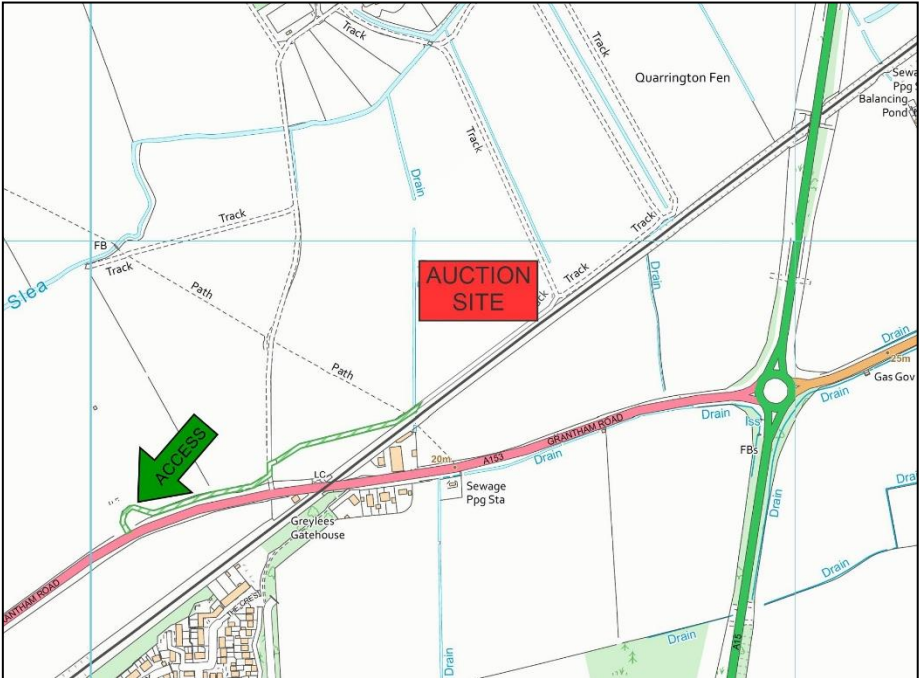 Track
Track
Quarrington Fen
Sewa
Ppg S
Balancing
Pond
Track
Drain
Track
Track
FB
Track
Slea
Path
AUCTION
SITE
Track
Drain
Path
25m
Drain
Gas Gov
Drain
Drain
Iss
FBs
GRANTHAM ROAD
A153
20m
Drain
ACCESS
LC
Sewage
Ppg Sta
Greylees
Gatehouse
Drain
Drai
Drain
RANTHAM ROAD
THE CREST
Drain
A15
Drain